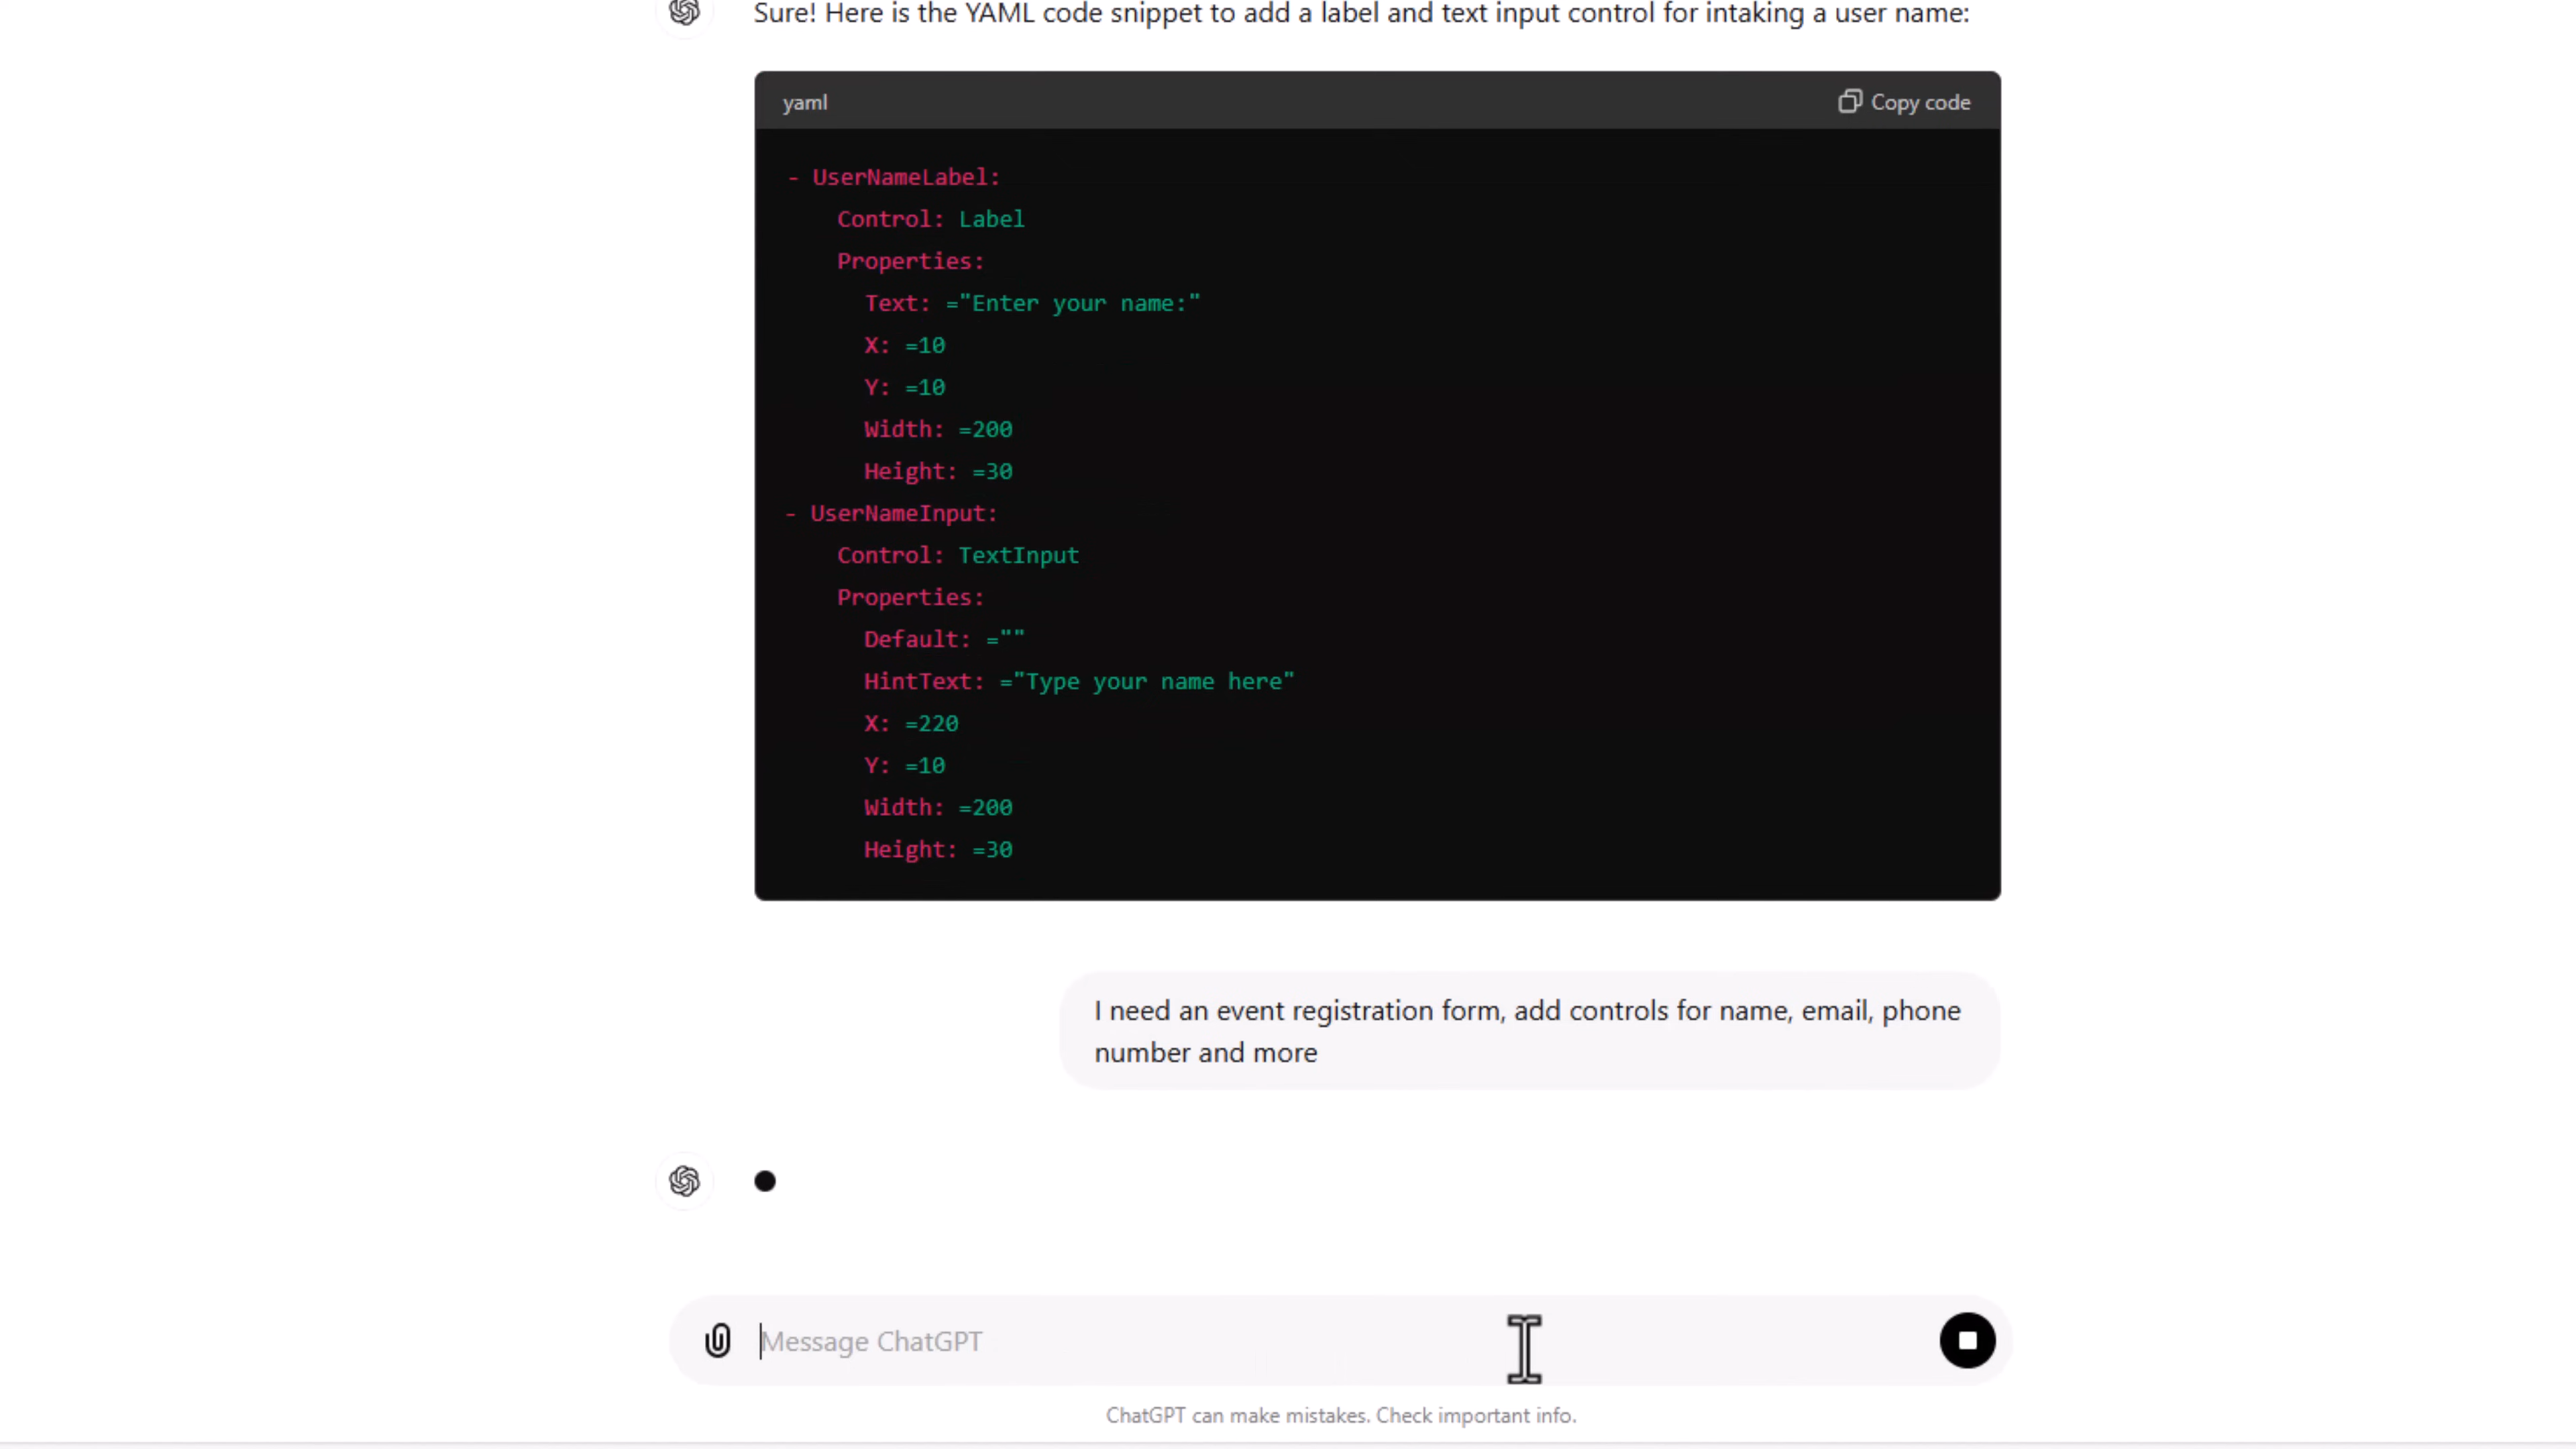 Sure! Here is the YAML code snippet to add a label and text input control for intaking a user name:
yaml
Copy code
- UserNameLabel:
Control: Label
Properties:
Text: ="Enter your name:"
X: =10
Y: =10
Width: =200
Height: =30
- UserNameInput:
Control: TextInput
Properties:
Default: =""
HintText: ="Type your name here"
X: =220
Y: =10
Width: =200
Height: =30
I need an event registration form, add controls for name, email, phone
number and more
Message ChatGPT
ChatGPT can make mistakes. Check important info.